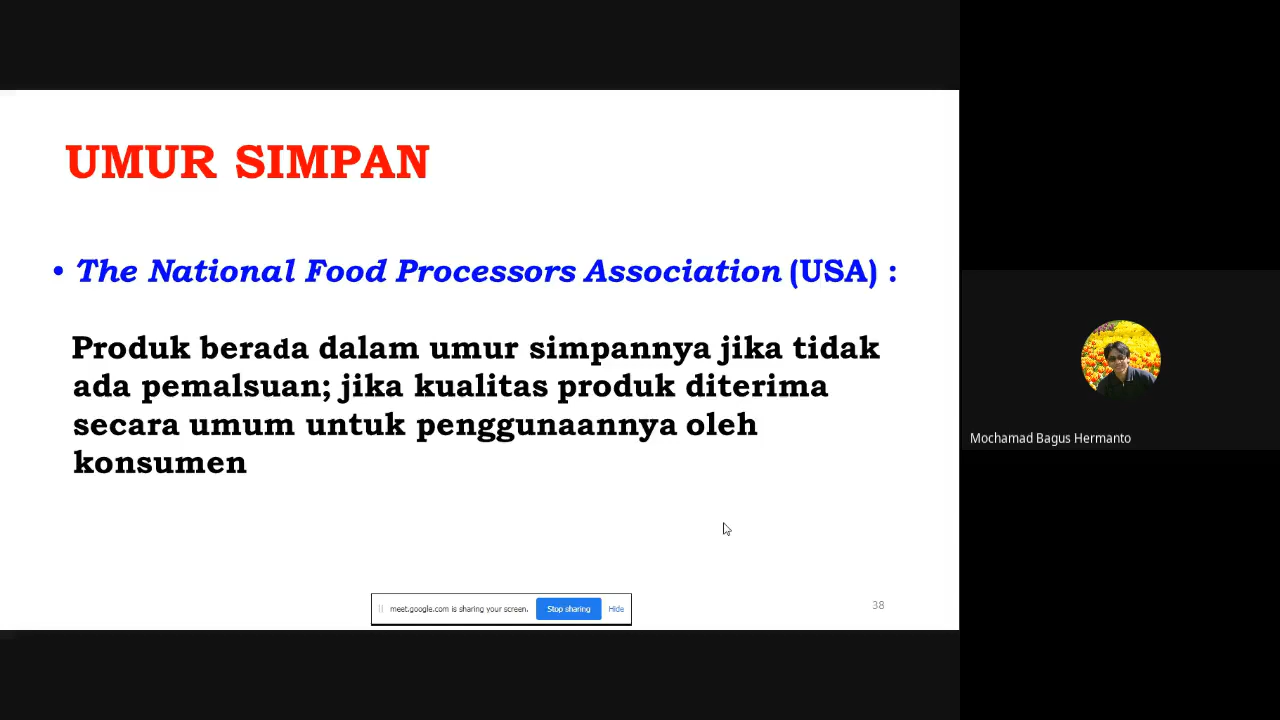 UMUR SIMPAN
• The National Food Processors Association (USA) :
Produk berada dalam umur simpannya jika tidak
ada pemalsuan; jika kualitas produk diterima
secara umum untuk penggunaannya oleh
konsumen
Mochamad Bagus Hermanto
meet.google.com is sharing your screen. Stop sharing Hide
38